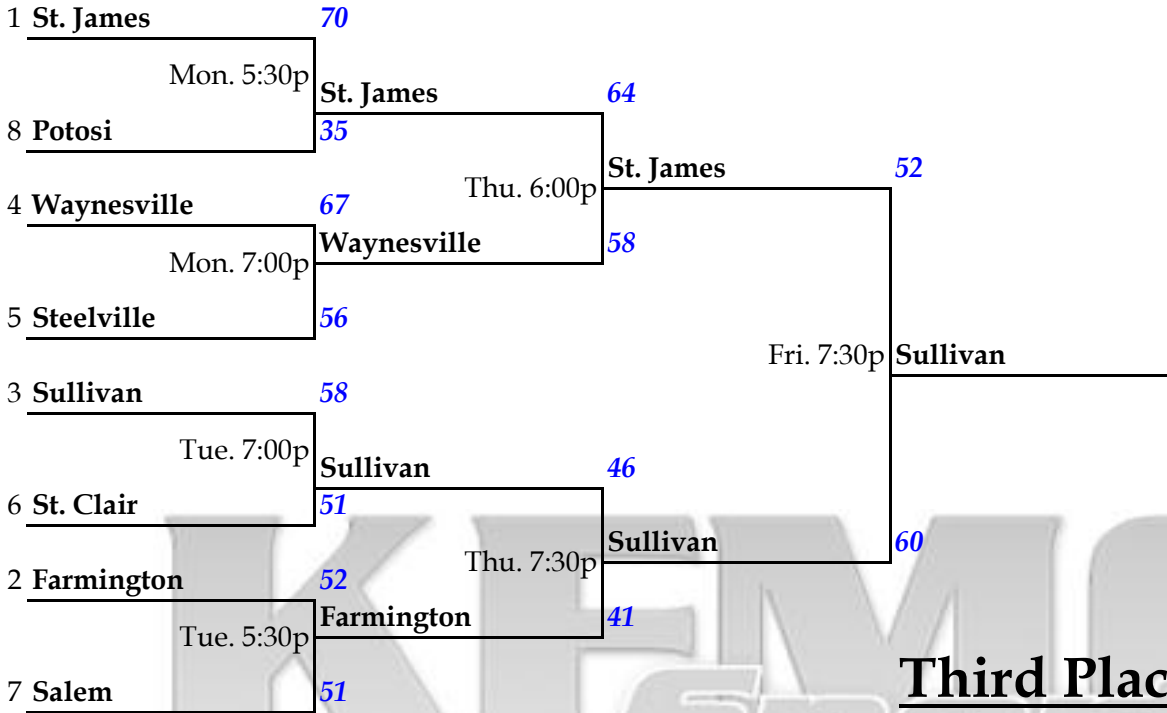 1 St. James 70
Mon. 5:30p
St. James 64
8 Potosi 35
Thu. 6:00p
St. James 52
4 Waynesville 67
Mon. 7:00p
Waynesville 58
5 Steelville 56
Fri. 7:30p
Sullivan
3 Sullivan 58
Tue. 7:00p
Sullivan 46
6 St. Clair 51
Thu. 7:30p
Sullivan 60
2 Farmington 52
Tue. 5:30p
Farmington 41
7 Salem 51
Third Plac